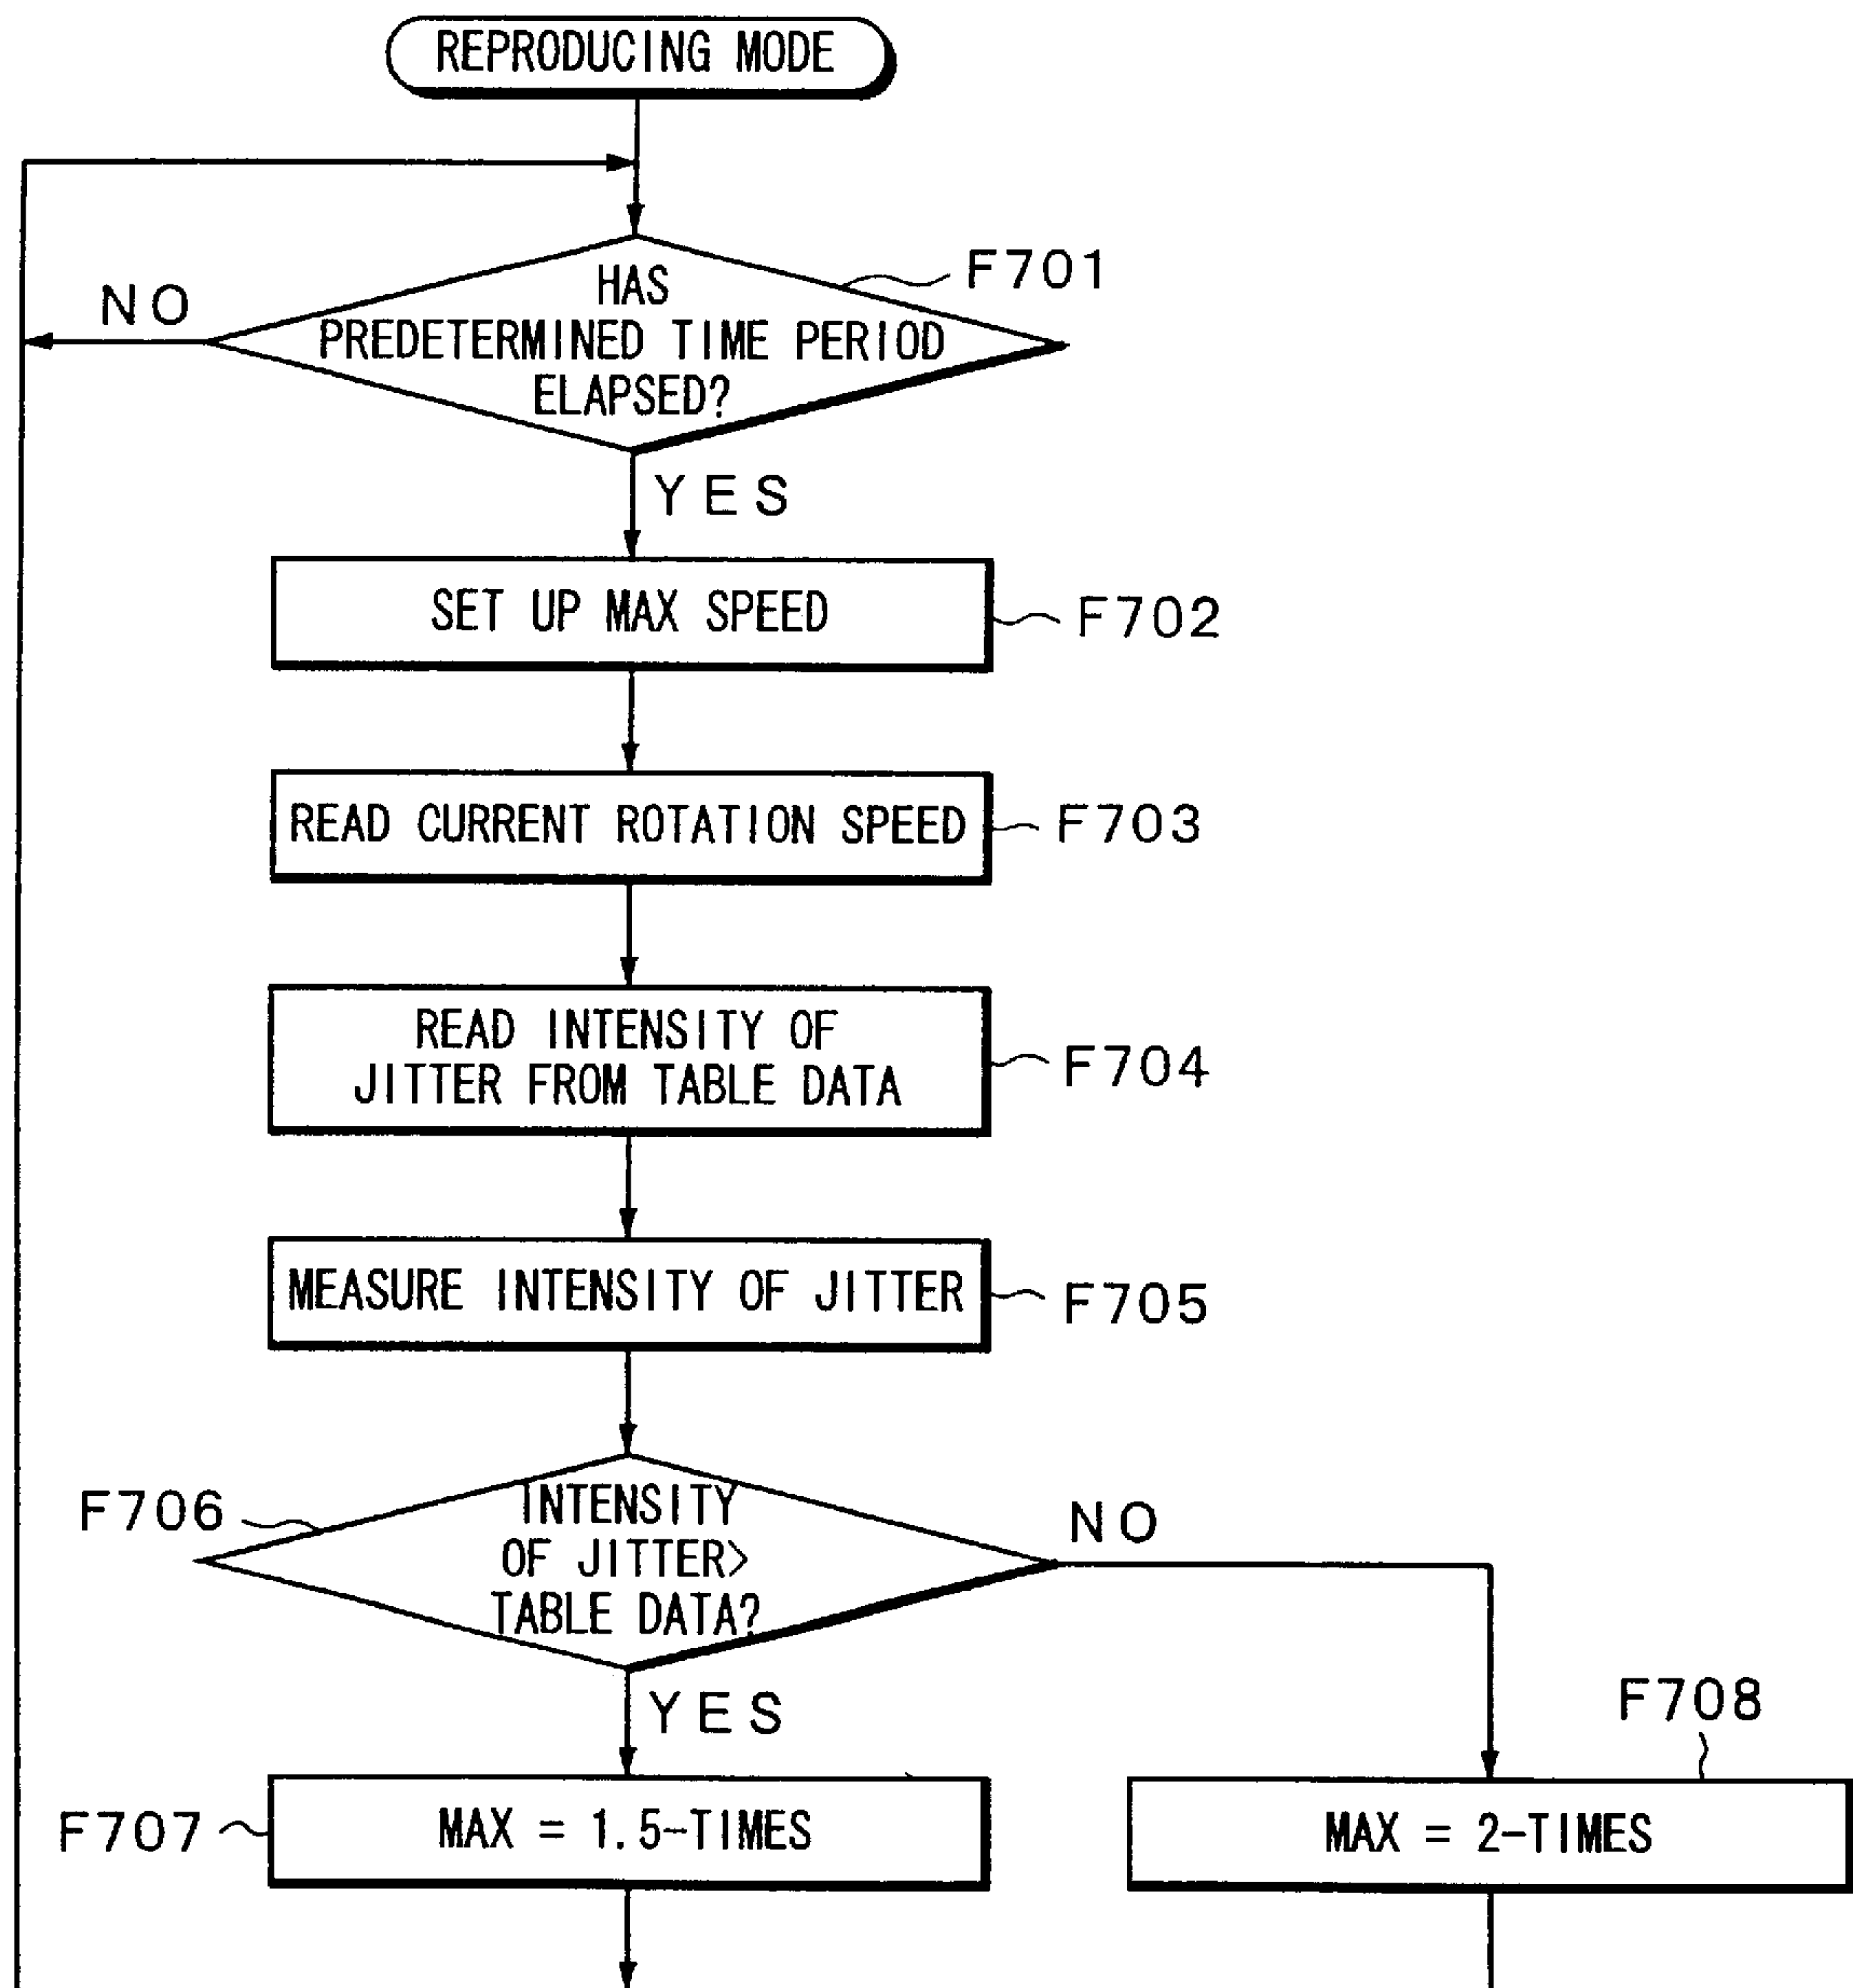 REPRODUCING MODE
F701
HAS
NO
PREDETERMINED TIME PERIOD
ELAPSED?
YES
SET UP MAX SPEED
F702
READ CURRENT ROTATION SPEED
F703
READ INTENSITY OF
JITTER FROM TABLE DATA
F704
MEASURE INTENSITY OF JITTER
F705
F706
INTENSITY
OF JITTER>
TABLE DATA?
NO
YES
F708
F707
MAX = 1.5-TIMES
MAX = 2-TIMES